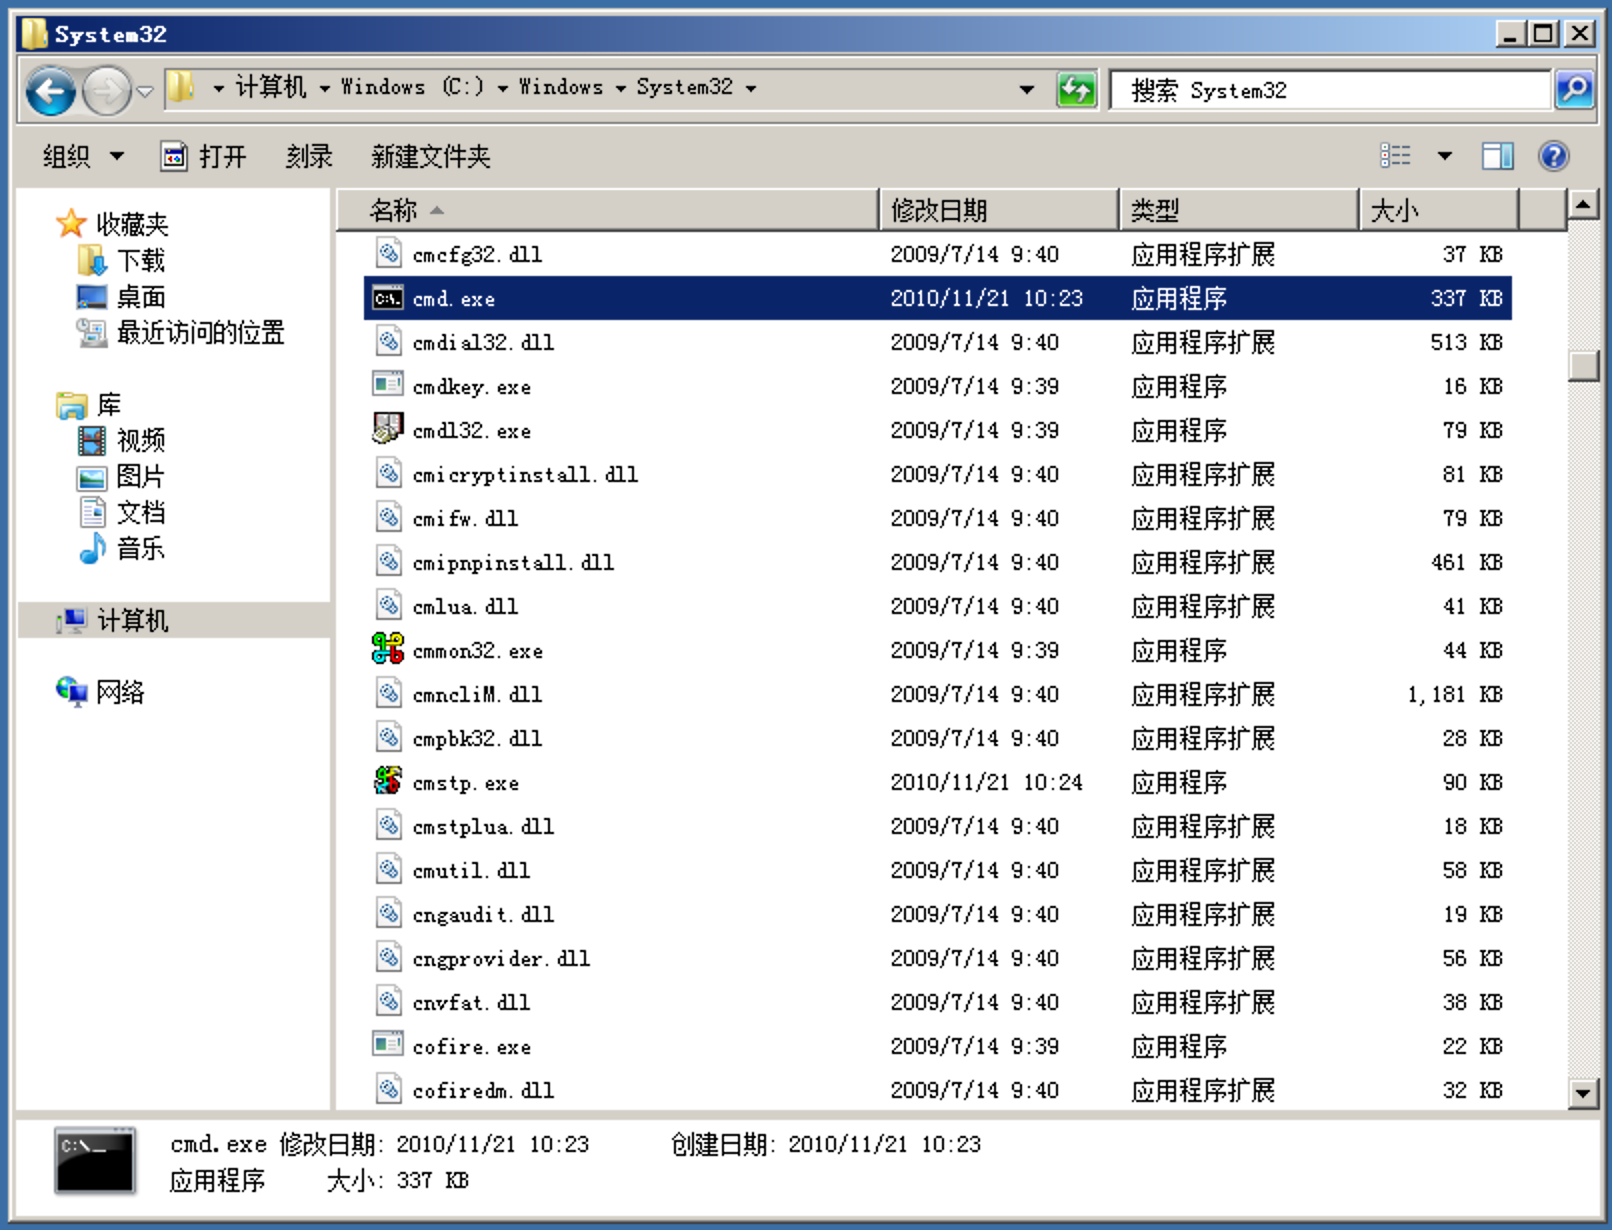 System32
计算机 Windows (C:) Windows System32
搜索 System32
组织 打开 刻录 新建文件夹
收藏夹
下载
桌面
最近访问的位置
库
视频
图片
文档
音乐
计算机
网络
名称 修改日期 类型 大小
cmcfg32.dll 2009/7/14 9:40 应用程序扩展 37 KB
cmd.exe 2010/11/21 10:23 应用程序 337 KB
cmdial32.dll 2009/7/14 9:40 应用程序扩展 513 KB
cmdkey.exe 2009/7/14 9:39 应用程序 16 KB
cmdl32.exe 2009/7/14 9:39 应用程序 79 KB
cmicryptinstall.dll 2009/7/14 9:40 应用程序扩展 81 KB
cmifw.dll 2009/7/14 9:40 应用程序扩展 79 KB
cmipnpinstall.dll 2009/7/14 9:40 应用程序扩展 461 KB
cmlua.dll 2009/7/14 9:40 应用程序扩展 41 KB
cmmon32.exe 2009/7/14 9:39 应用程序 44 KB
cmncliM.dll 2009/7/14 9:40 应用程序扩展 1,181 KB
cmpbk32.dll 2009/7/14 9:40 应用程序扩展 28 KB
cmstp.exe 2010/11/21 10:24 应用程序 90 KB
cmstplua.dll 2009/7/14 9:40 应用程序扩展 18 KB
cmutil.dll 2009/7/14 9:40 应用程序扩展 58 KB
cngaudit.dll 2009/7/14 9:40 应用程序扩展 19 KB
cngprovider.dll 2009/7/14 9:40 应用程序扩展 56 KB
cnvfat.dll 2009/7/14 9:40 应用程序扩展 38 KB
cofire.exe 2009/7/14 9:39 应用程序 22 KB
cofiredm.dll 2009/7/14 9:40 应用程序扩展 32 KB
cmd.exe 修改日期: 2010/11/21 10:23 创建日期: 2010/11/21 10:23
应用程序 大小: 337 KB